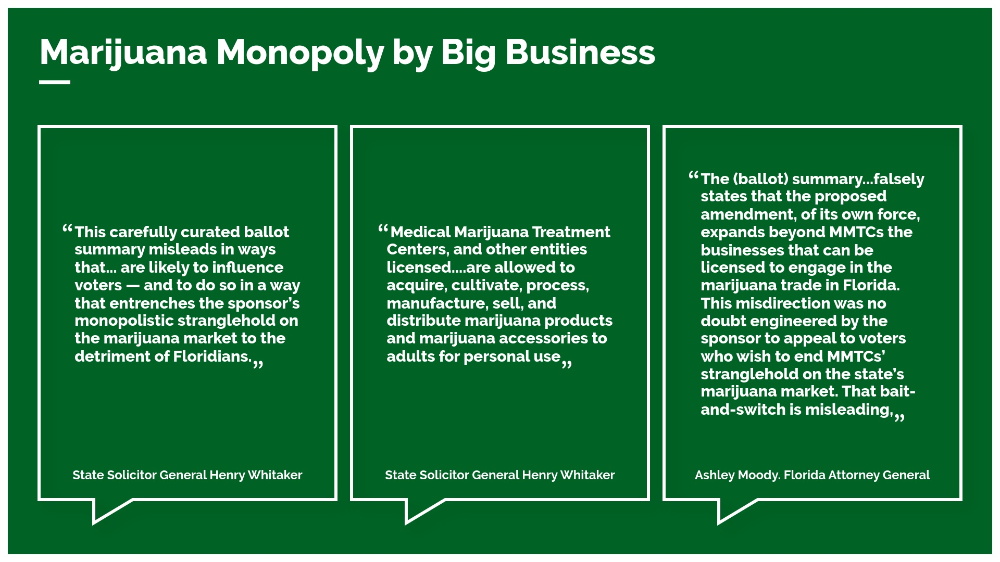 Marijuana Monopoly by Big Business
“This carefully curated ballot
summary misleads in ways
that... are likely to influence
voters — and to do so in a way
that entrenches the sponsor’s
monopolistic stranglehold on
the marijuana market to the
detriment of Floridians.”
State Solicitor General Henry Whitaker
“Medical Marijuana Treatment
Centers, and other entities
licensed....are allowed to
acquire, cultivate, process,
manufacture, sell, and
distribute marijuana products
and marijuana accessories to
adults for personal use”
State Solicitor General Henry Whitaker
“The (ballot) summary...falsely
states that the proposed
amendment, of its own force,
expands beyond MMTCs the
businesses that can be
licensed to engage in the
marijuana trade in Florida.
This misdirection was no
doubt engineered by the
sponsor to appeal to voters
who wish to end MMTCs’
stranglehold on the state’s
marijuana market. That bait-
and-switch is misleading,”
Ashley Moody. Florida Attorney General